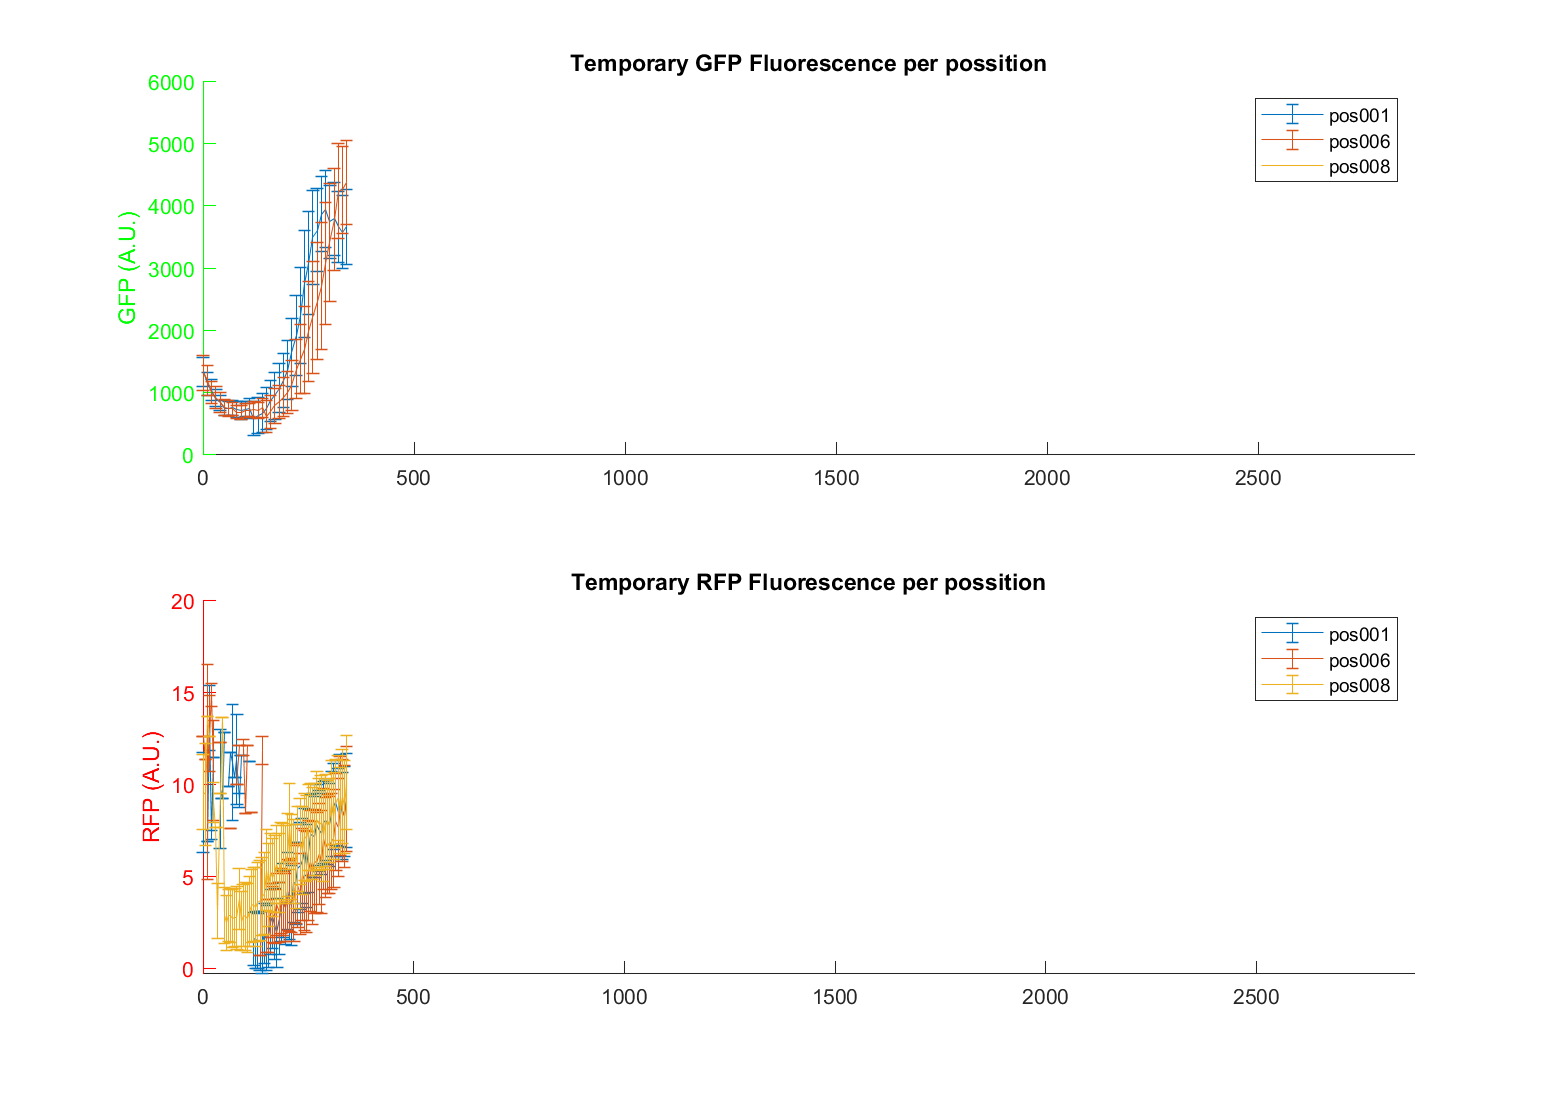 Temporary GFP Fluorescence per possition
6000
5000
4000
3000
2000
1000
0
GFP (A.U.)
0 500 1000 1500 2000 2500
pos001
pos006
pos008
Temporary RFP Fluorescence per possition
20
15
10
5
0
RFP (A.U.)
0 500 1000 1500 2000 2500
pos001
pos006
pos008